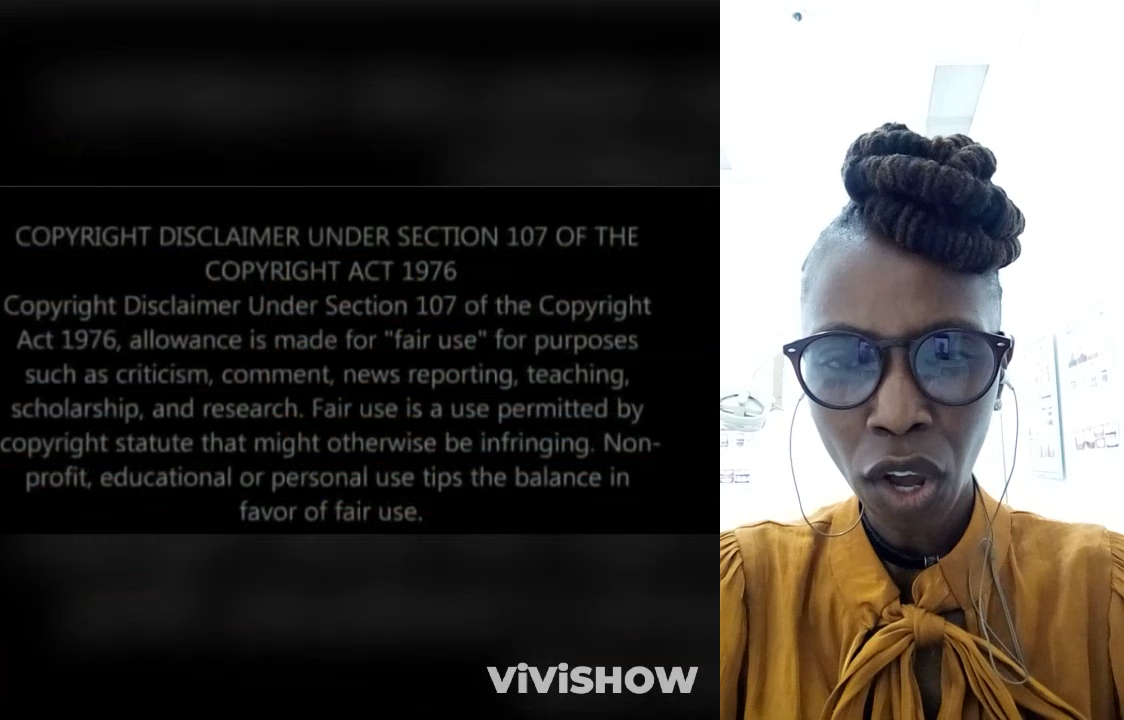 COPYRIGHT DISCLAIMER UNDER SECTION 107 OF THE
COPYRIGHT ACT 1976
Copyright Disclaimer Under Section 107 of the Copyright
Act 1976, allowance is made for "fair use" for purposes
such as criticism, comment, news reporting, teaching,
scholarship, and research. Fair use is a use permitted by
copyright statute that might otherwise be infringing. Non-
profit, educational or personal use tips the balance in
favor of fair use.
ViViSHOW